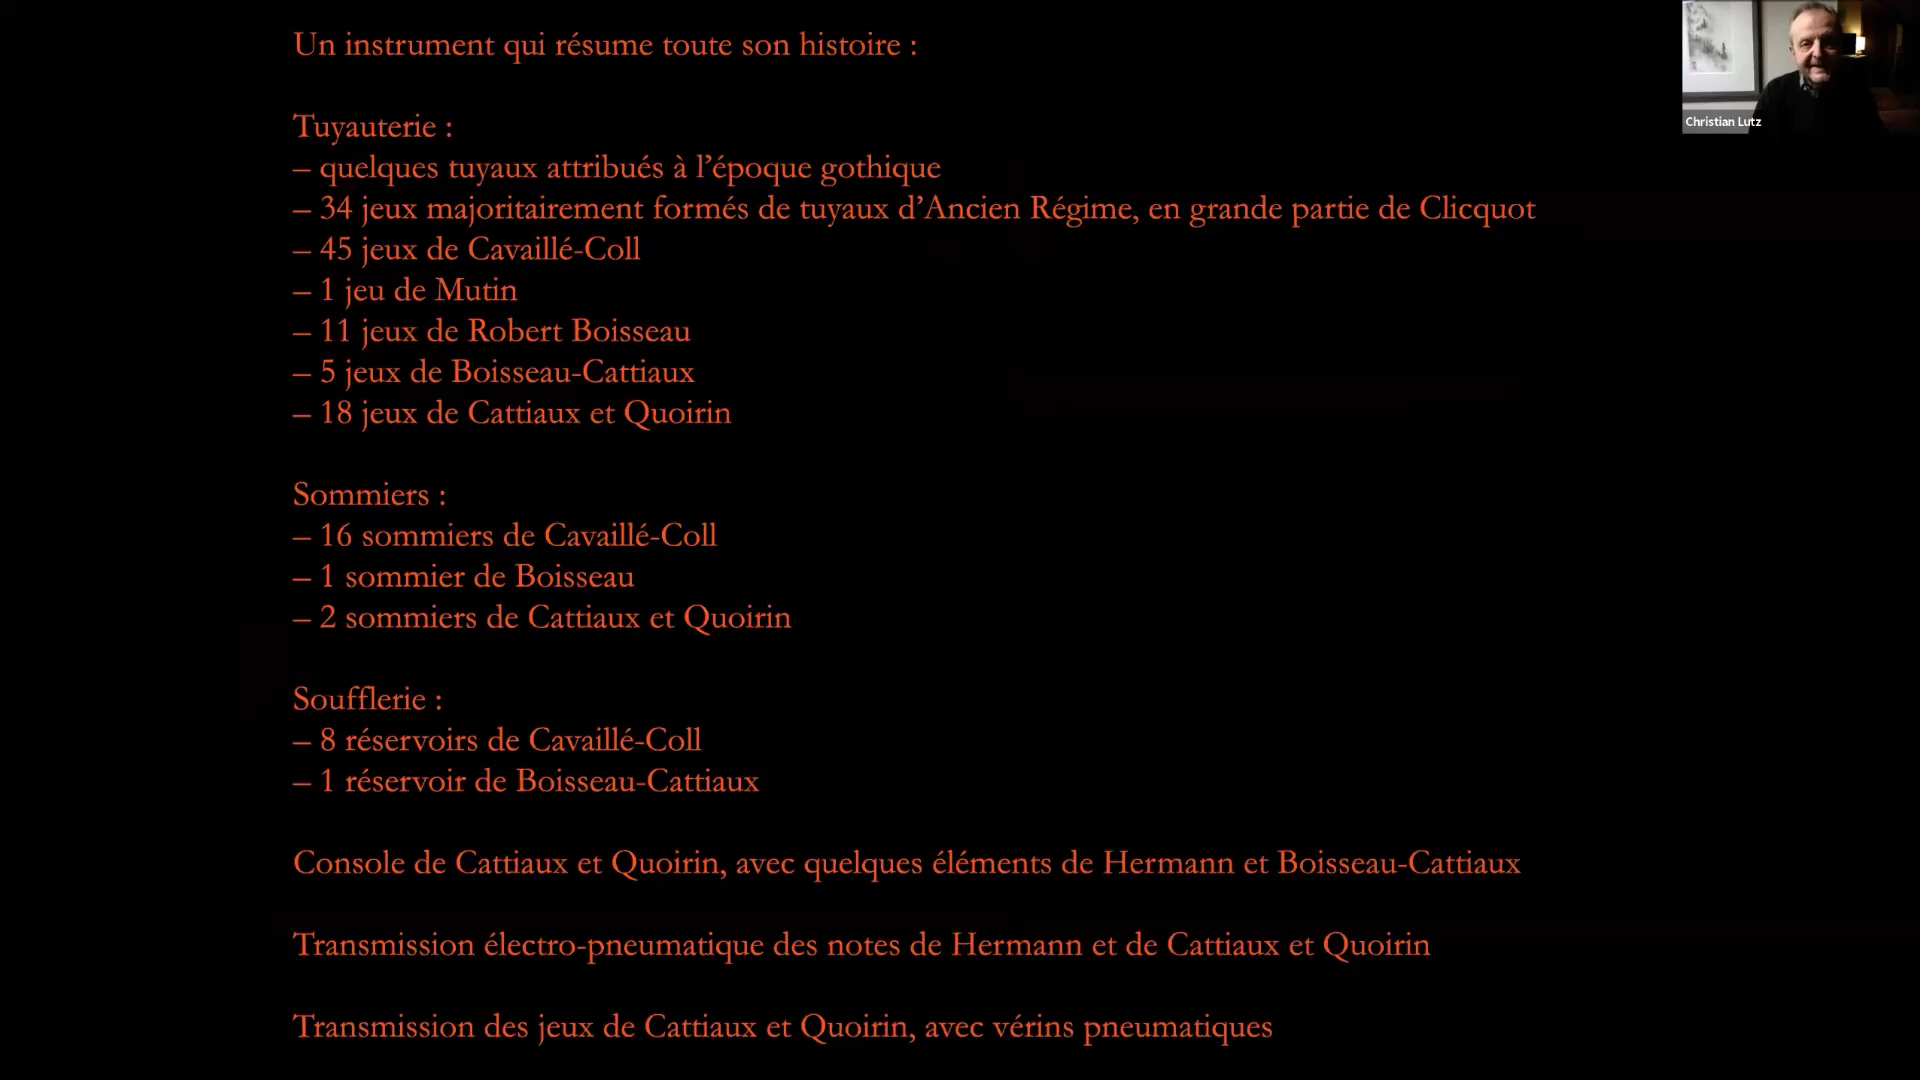 Un instrument qui résume toute son histoire :
Tuyauterie :
– quelques tuyaux attribués à l’époque gothique
– 34 jeux majoritairement formés de tuyaux d’Ancien Régime, en grande partie de Clicquot
– 45 jeux de Cavaillé-Coll
– 1 jeu de Mutin
– 11 jeux de Robert Boisseau
– 5 jeux de Boisseau-Cattiaux
– 18 jeux de Cattiaux et Quoirin
Sommiers :
– 16 sommiers de Cavaillé-Coll
– 1 sommier de Boisseau
– 2 sommiers de Cattiaux et Quoirin
Soufflerie :
– 8 réservoirs de Cavaillé-Coll
– 1 réservoir de Boisseau-Cattiaux
Console de Cattiaux et Quoirin, avec quelques éléments de Hermann et Boisseau-Cattiaux
Transmission électro-pneumatique des notes de Hermann et de Cattiaux et Quoirin
Transmission des jeux de Cattiaux et Quoirin, avec vérins pneumatiques
Christian Lutz